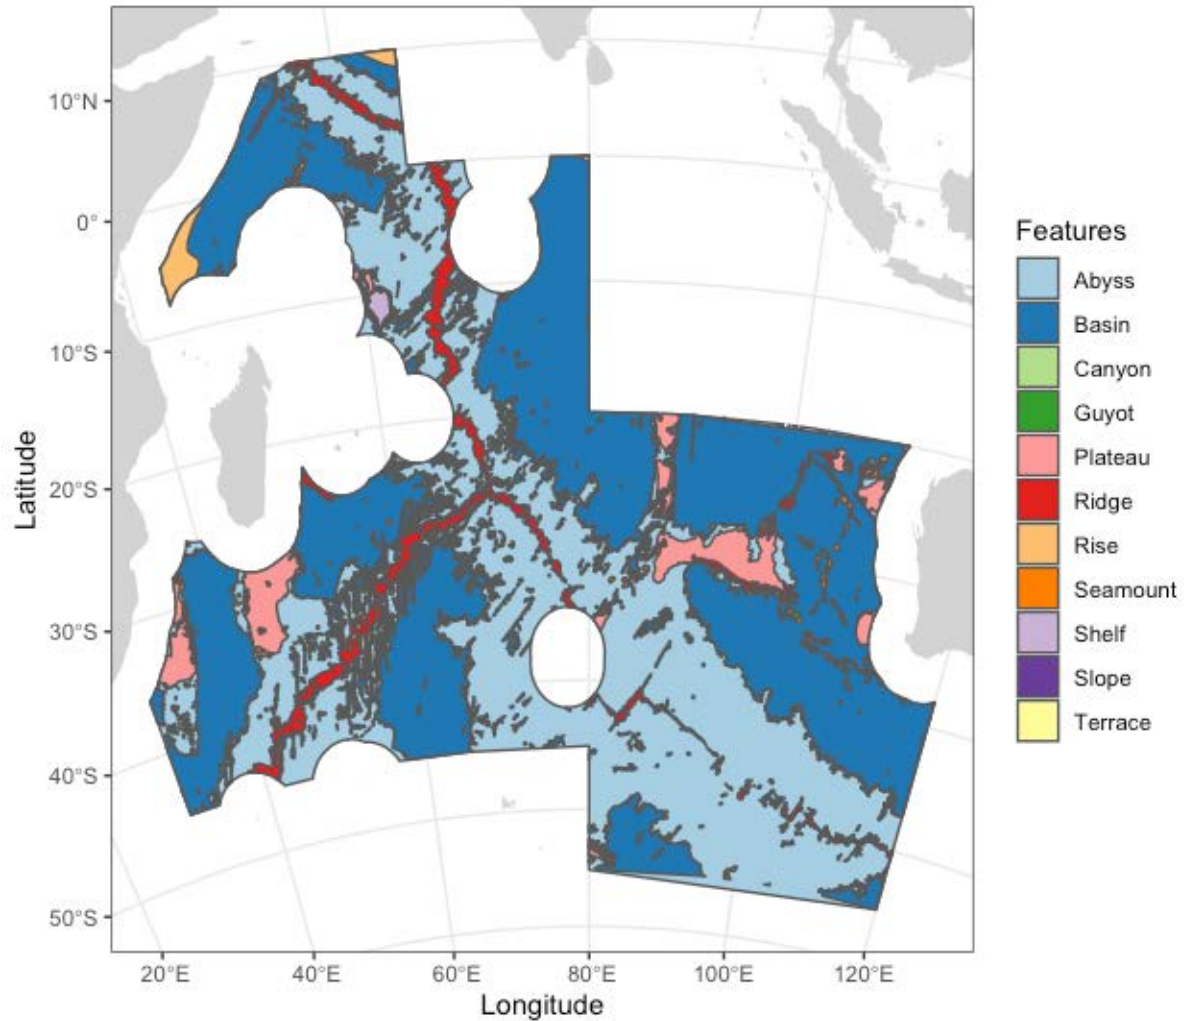 10°N
0°
10°S
20°S
30°S
40°S
50°S
Latitude
20°E
40°E
60°E
80°E
100°E
120°E
Longitude
Features
Abyss
Basin
Canyon
Guyot
Plateau
Ridge
Rise
Seamount
Shelf
Slope
Terrace